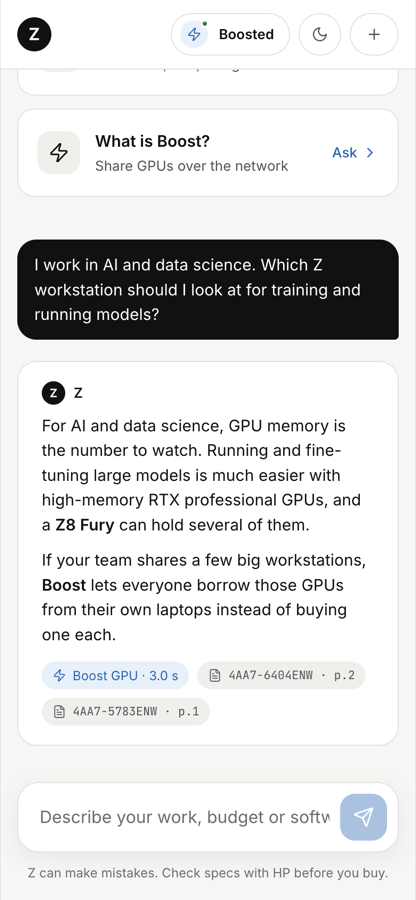 Z
Boosted
What is Boost?
Share GPUs over the network
Ask
I work in AI and data science. Which Z
workstation should I look at for training and
running models?
Z Z
For AI and data science, GPU memory is
the number to watch. Running and fine-
tuning large models is much easier with
high-memory RTX professional GPUs, and
a Z8 Fury can hold several of them.
If your team shares a few big workstations,
Boost lets everyone borrow those GPUs
from their own laptops instead of buying
one each.
Boost GPU · 3.0 s
4AA7-6404ENW · p.2
4AA7-5783ENW · p.1
Describe your work, budget or softw
Z can make mistakes. Check specs with HP before you buy.